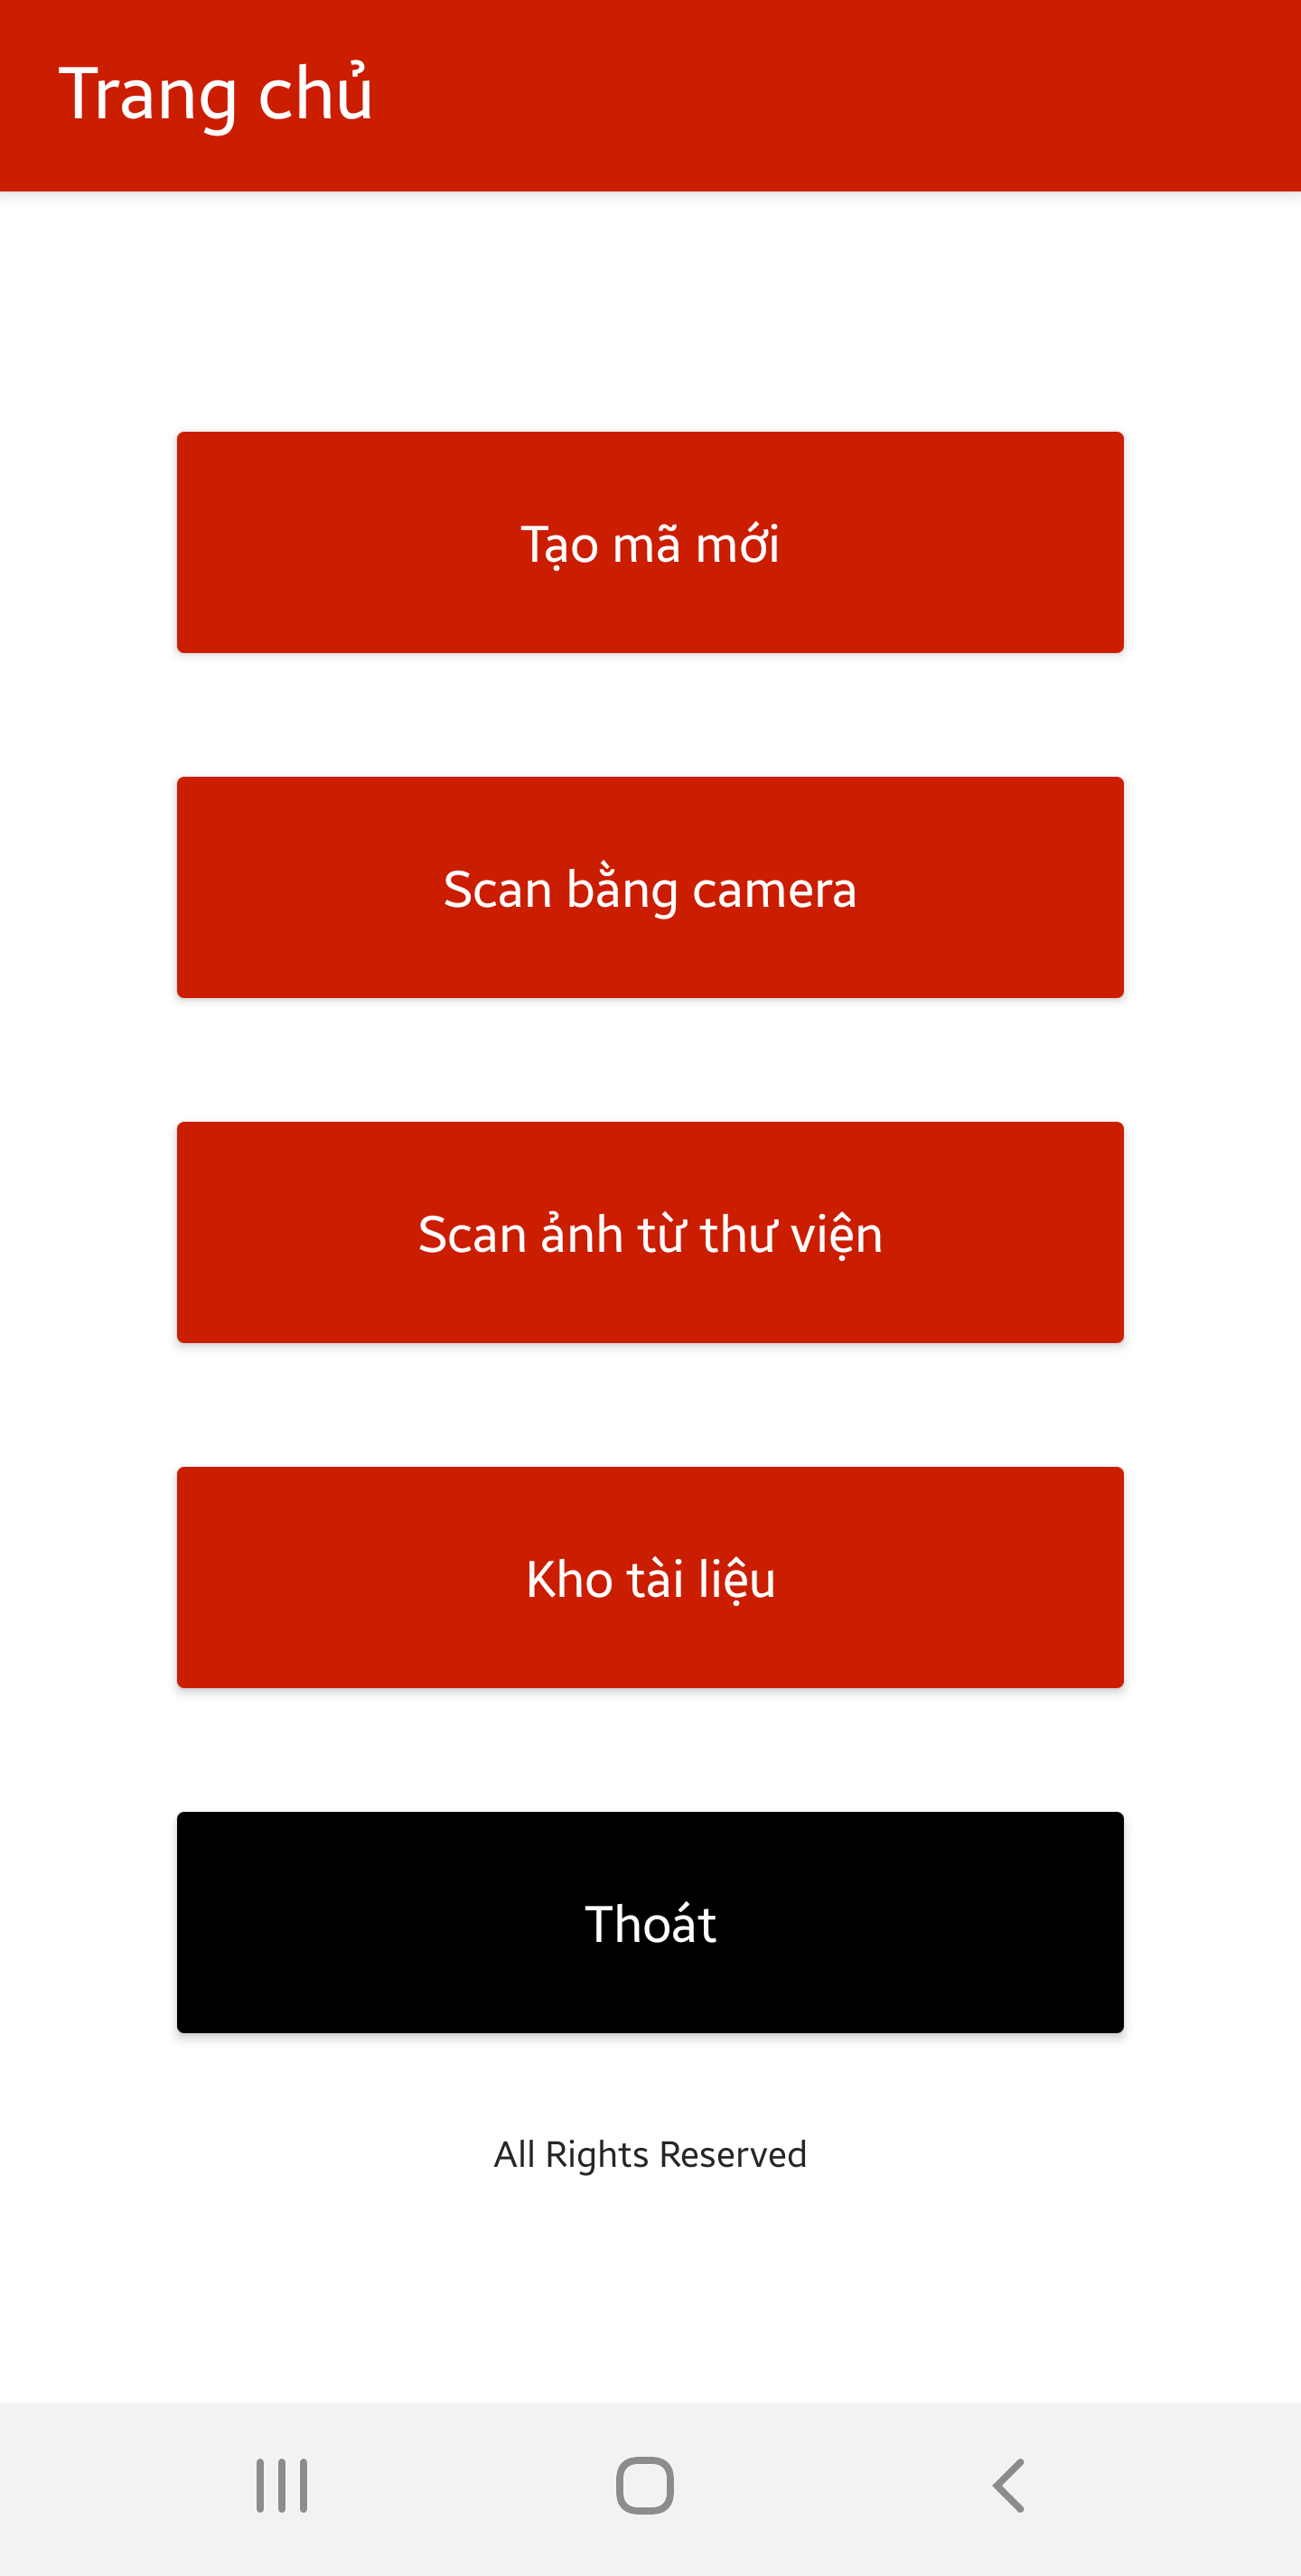 Trang chủ
Tạo mã mới
Scan bằng camera
Scan ảnh từ thư viện
Kho tài liệu
Thoát
All Rights Reserved